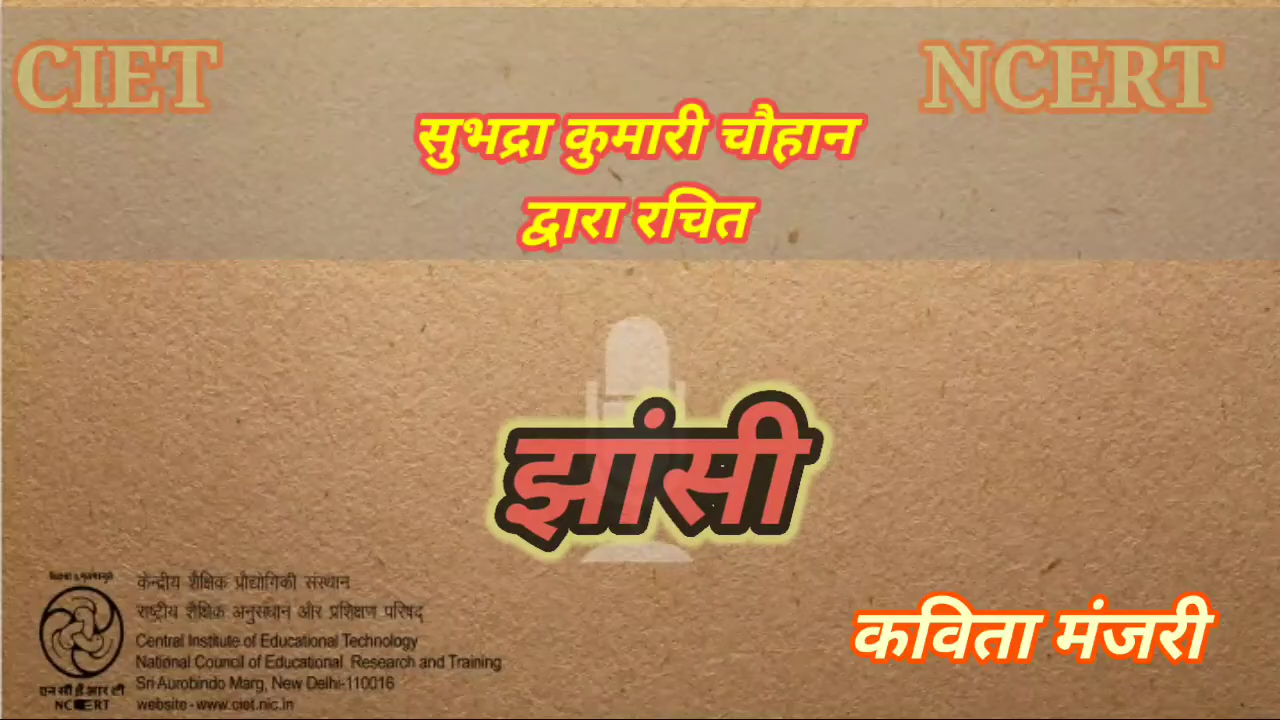 CIET
NCERT
सुभद्रा कुमारी चौहान
द्वारा रचित
झांसी
केन्द्रीय शैक्षिक प्रौद्योगिकी संस्थान
राष्ट्रीय शैक्षिक अनुसंधान और प्रशिक्षण परिषद्
Central Institute of Educational Technology
National Council of Educational Research and Training
Sri Aurobindo Marg, New Delhi-110016
website - www.ciet.nic.in
एन सी ई आर टी
NCERT
कविता मंजरी